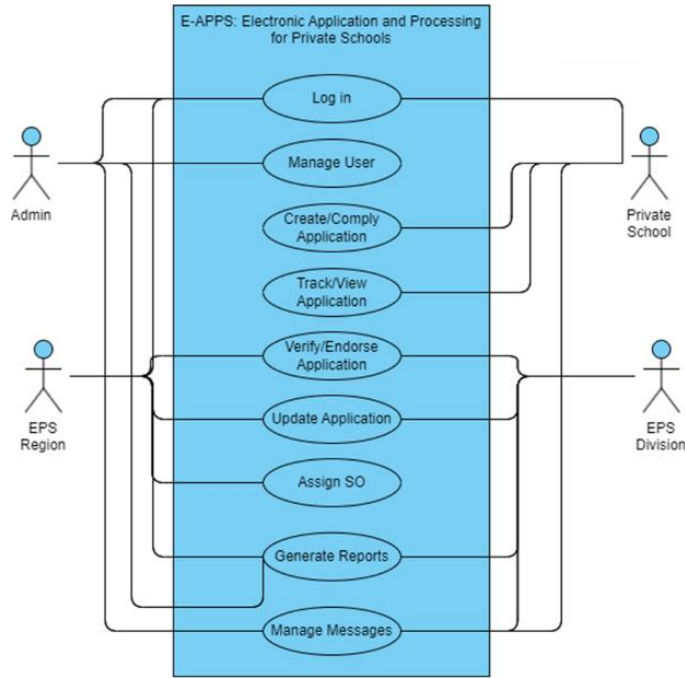 E-APPS: Electronic Application and Processing
for Private Schools
Log in
Manage User
Admin
Private
School
Create/Comply
Application
Track/View
Application
Verify/Endorse
Application
EPS
Region
Update Application
EPS
Division
Assign SO
Generate Reports
Manage Messages